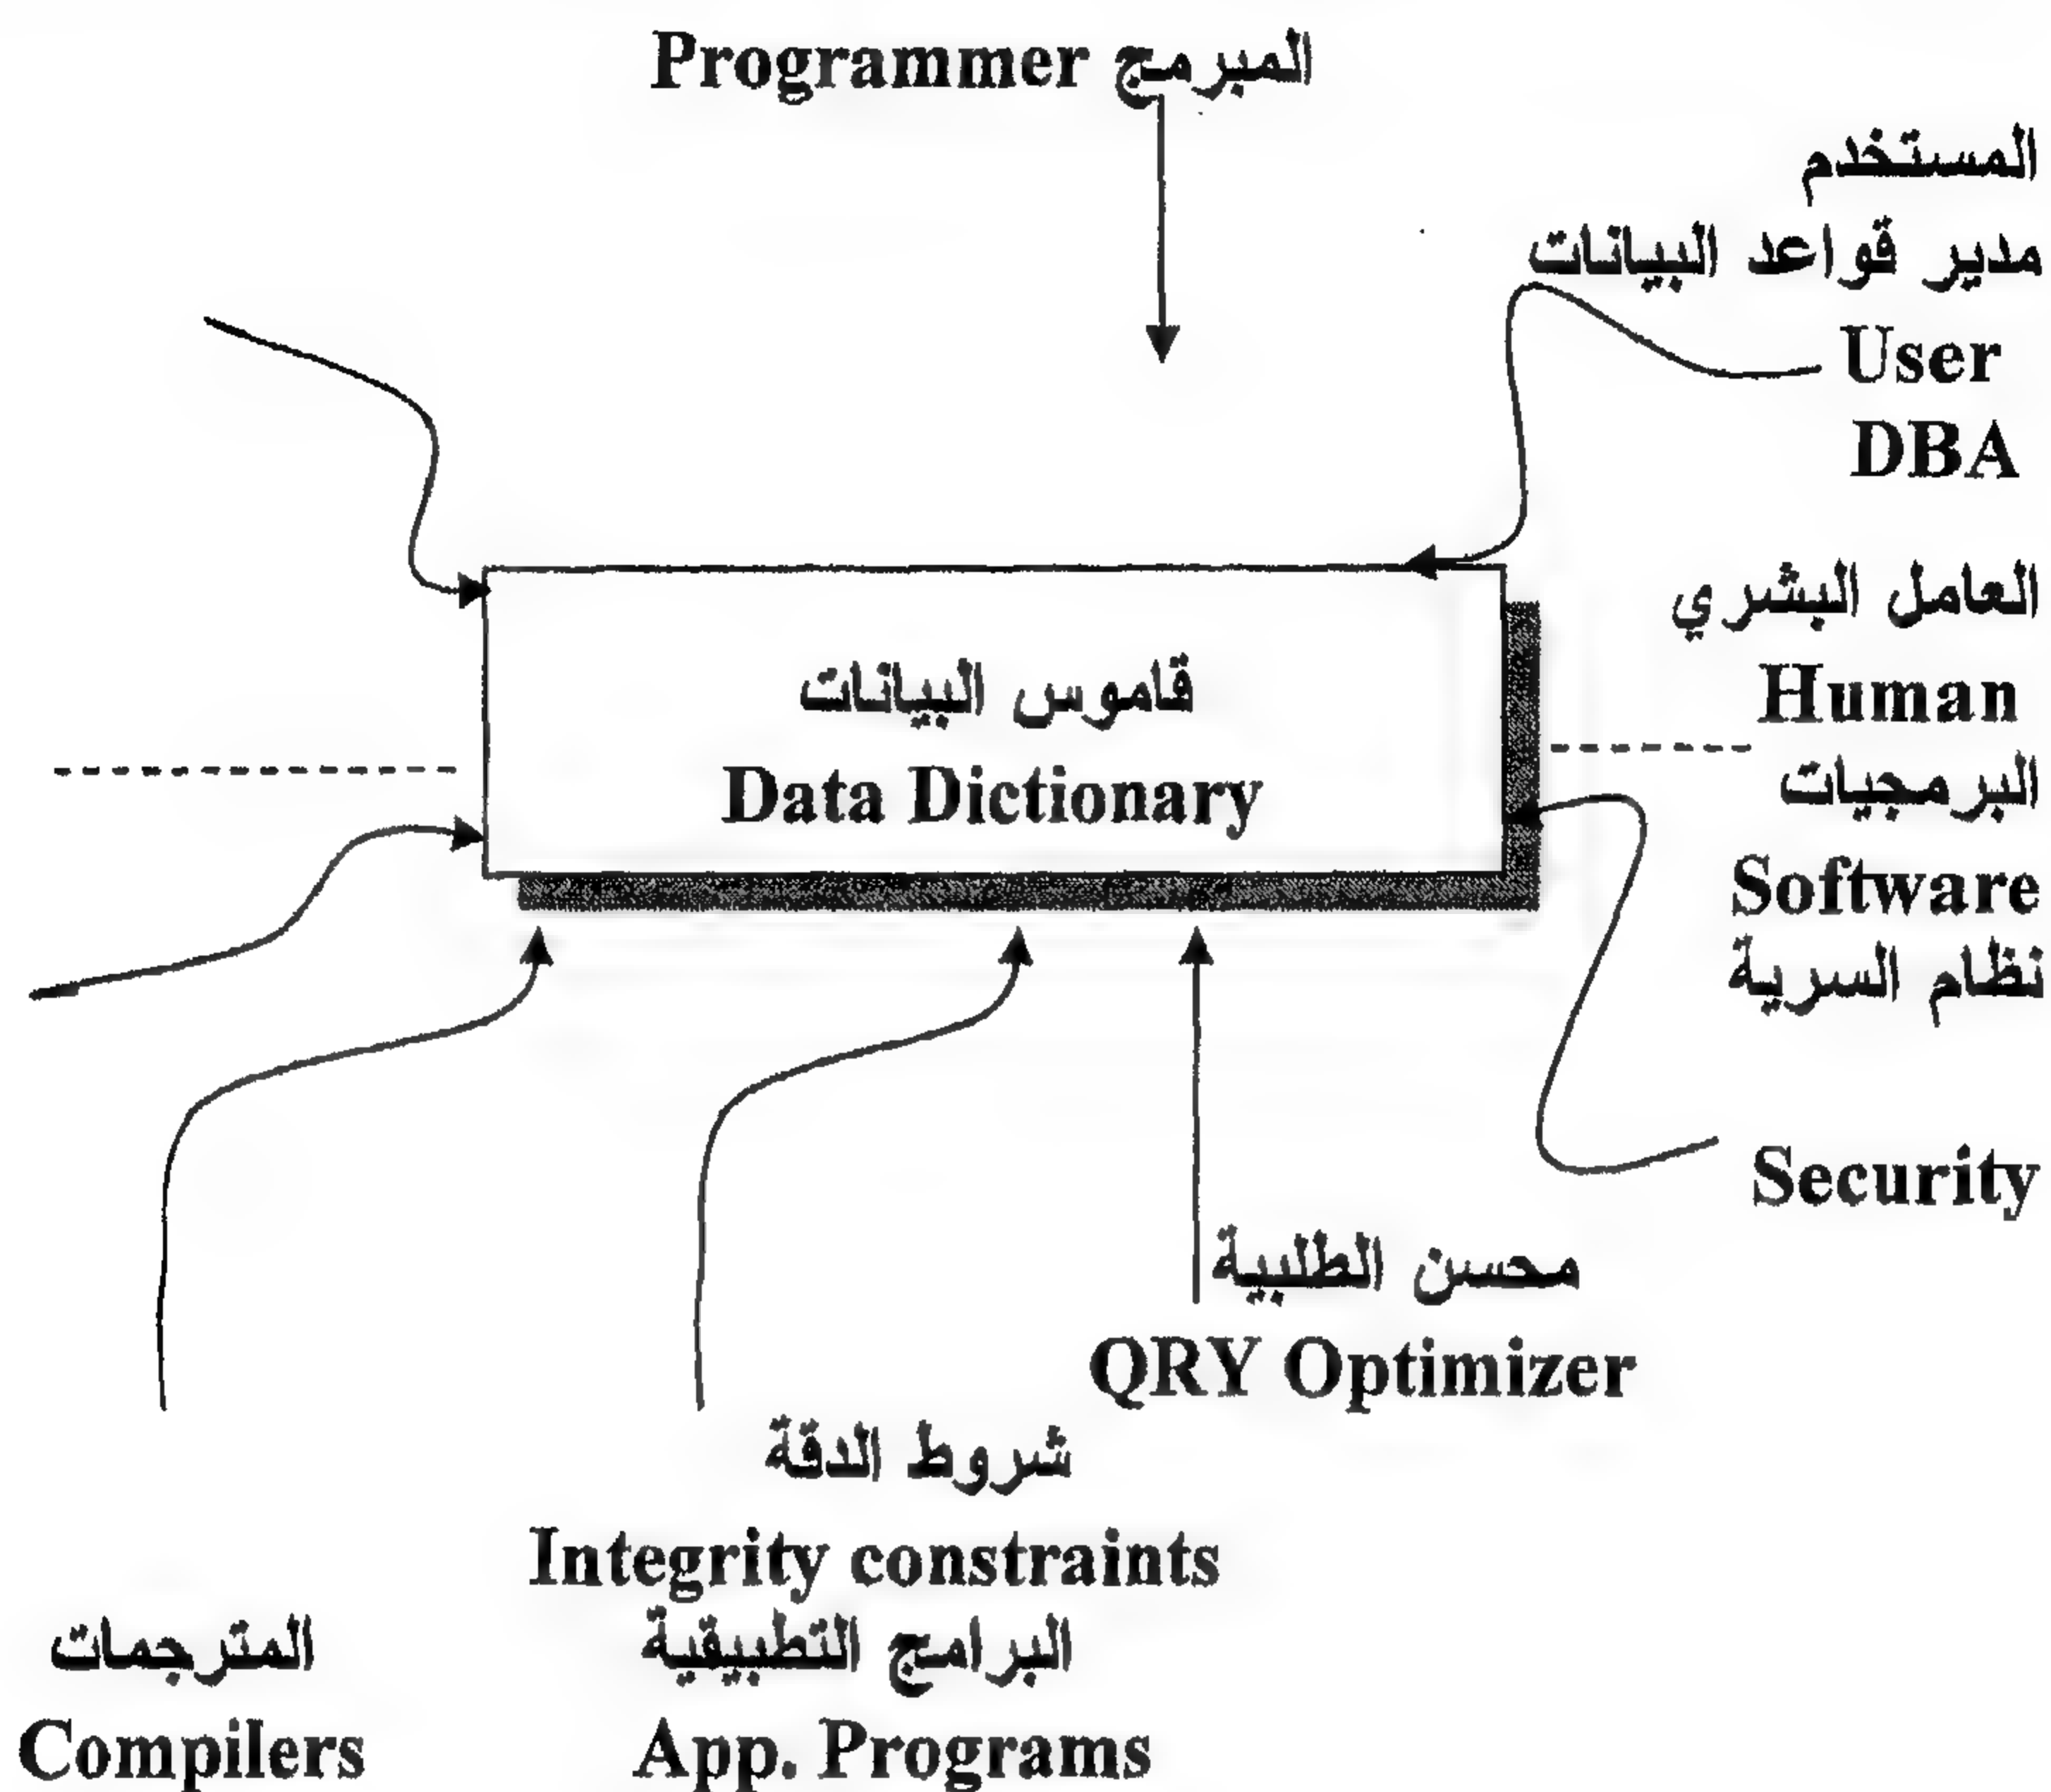 Programmer المبرمج
المستخدم
مدير قواعد البيانات
User
DBA
العامل البشري
Human
البرمجيات
Software
نظام السرية
Security
قاموس البيانات
Data Dictionary
محسن الطلبية
QRY Optimizer
شروط الدقة
Integrity constraints
البرامج التطبيقية
App. Programs
المترجمات
Compilers